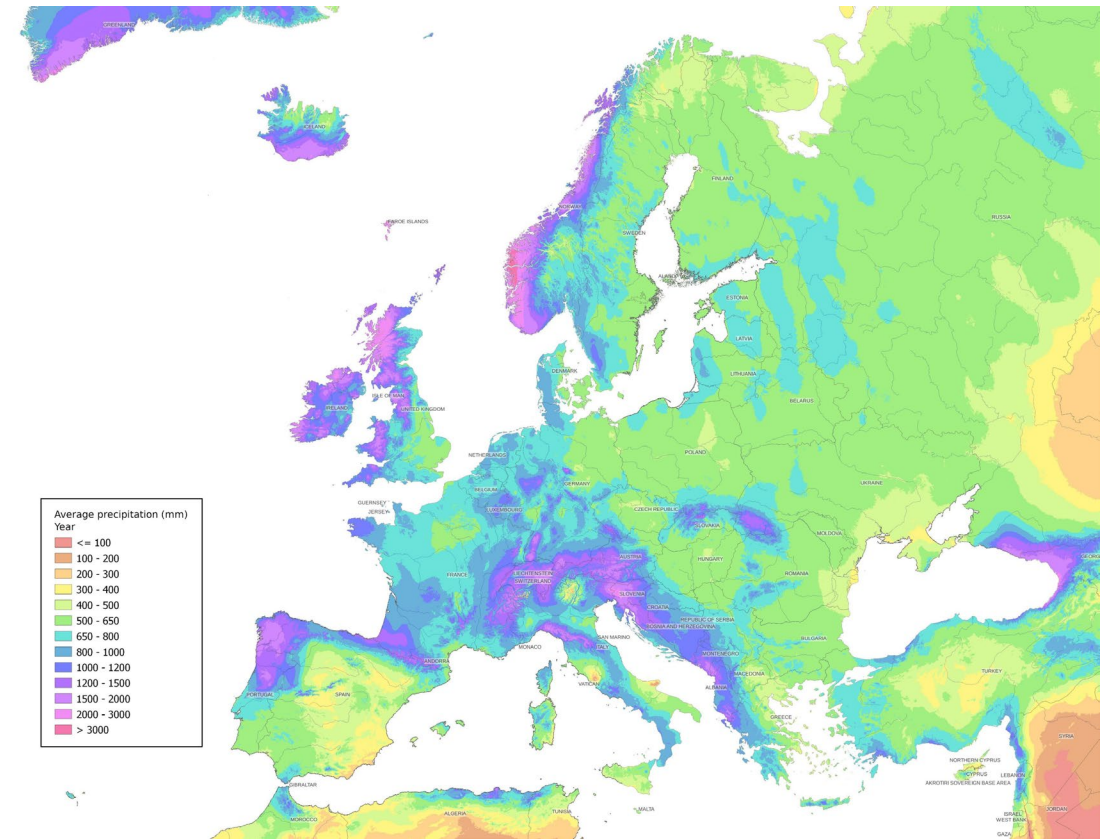 GREENLAND
ICELAND
FAROE ISLANDS
NORWAY
SWEDEN
FINLAND
RUSSIA
ESTONIA
LATVIA
LITHUANIA
DENMARK
BELARUS
ISLE OF MAN
IRELAND
UNITED KINGDOM
NETHERLANDS
POLAND
BELGIUM
GERMANY
UKRAINE
GUERNSEY
JERSEY
LUXEMBOURG
CZECH REPUBLIC
SLOVAKIA
MOLDOVA
AUSTRIA
HUNGARY
FRANCE
LIECHTENSTEIN
SWITZERLAND
ROMANIA
SLOVENIA
CROATIA
REPUBLIC OF SERBIA
BOSNIA AND HERZEGOVINA
SAN MARINO
MONACO
ITALY
BULGARIA
ANDORRA
MONTENEGRO
MACEDONIA
VATICAN
ALBANIA
PORTUGAL
SPAIN
GREECE
TURKEY
SYRIA
NORTHERN CYPRUS
CYPRUS
LEBANON
AKROTIRI SOVEREIGN BASE AREA
GIBRALTAR
MOROCCO
ALGERIA
TUNISIA
MALTA
JORDAN
ISRAEL
WEST BANK
GAZA
Average precipitation (mm)
Year
<= 100
100 - 200
200 - 300
300 - 400
400 - 500
500 - 650
650 - 800
800 - 1000
1000 - 1200
1200 - 1500
1500 - 2000
2000 - 3000
> 3000